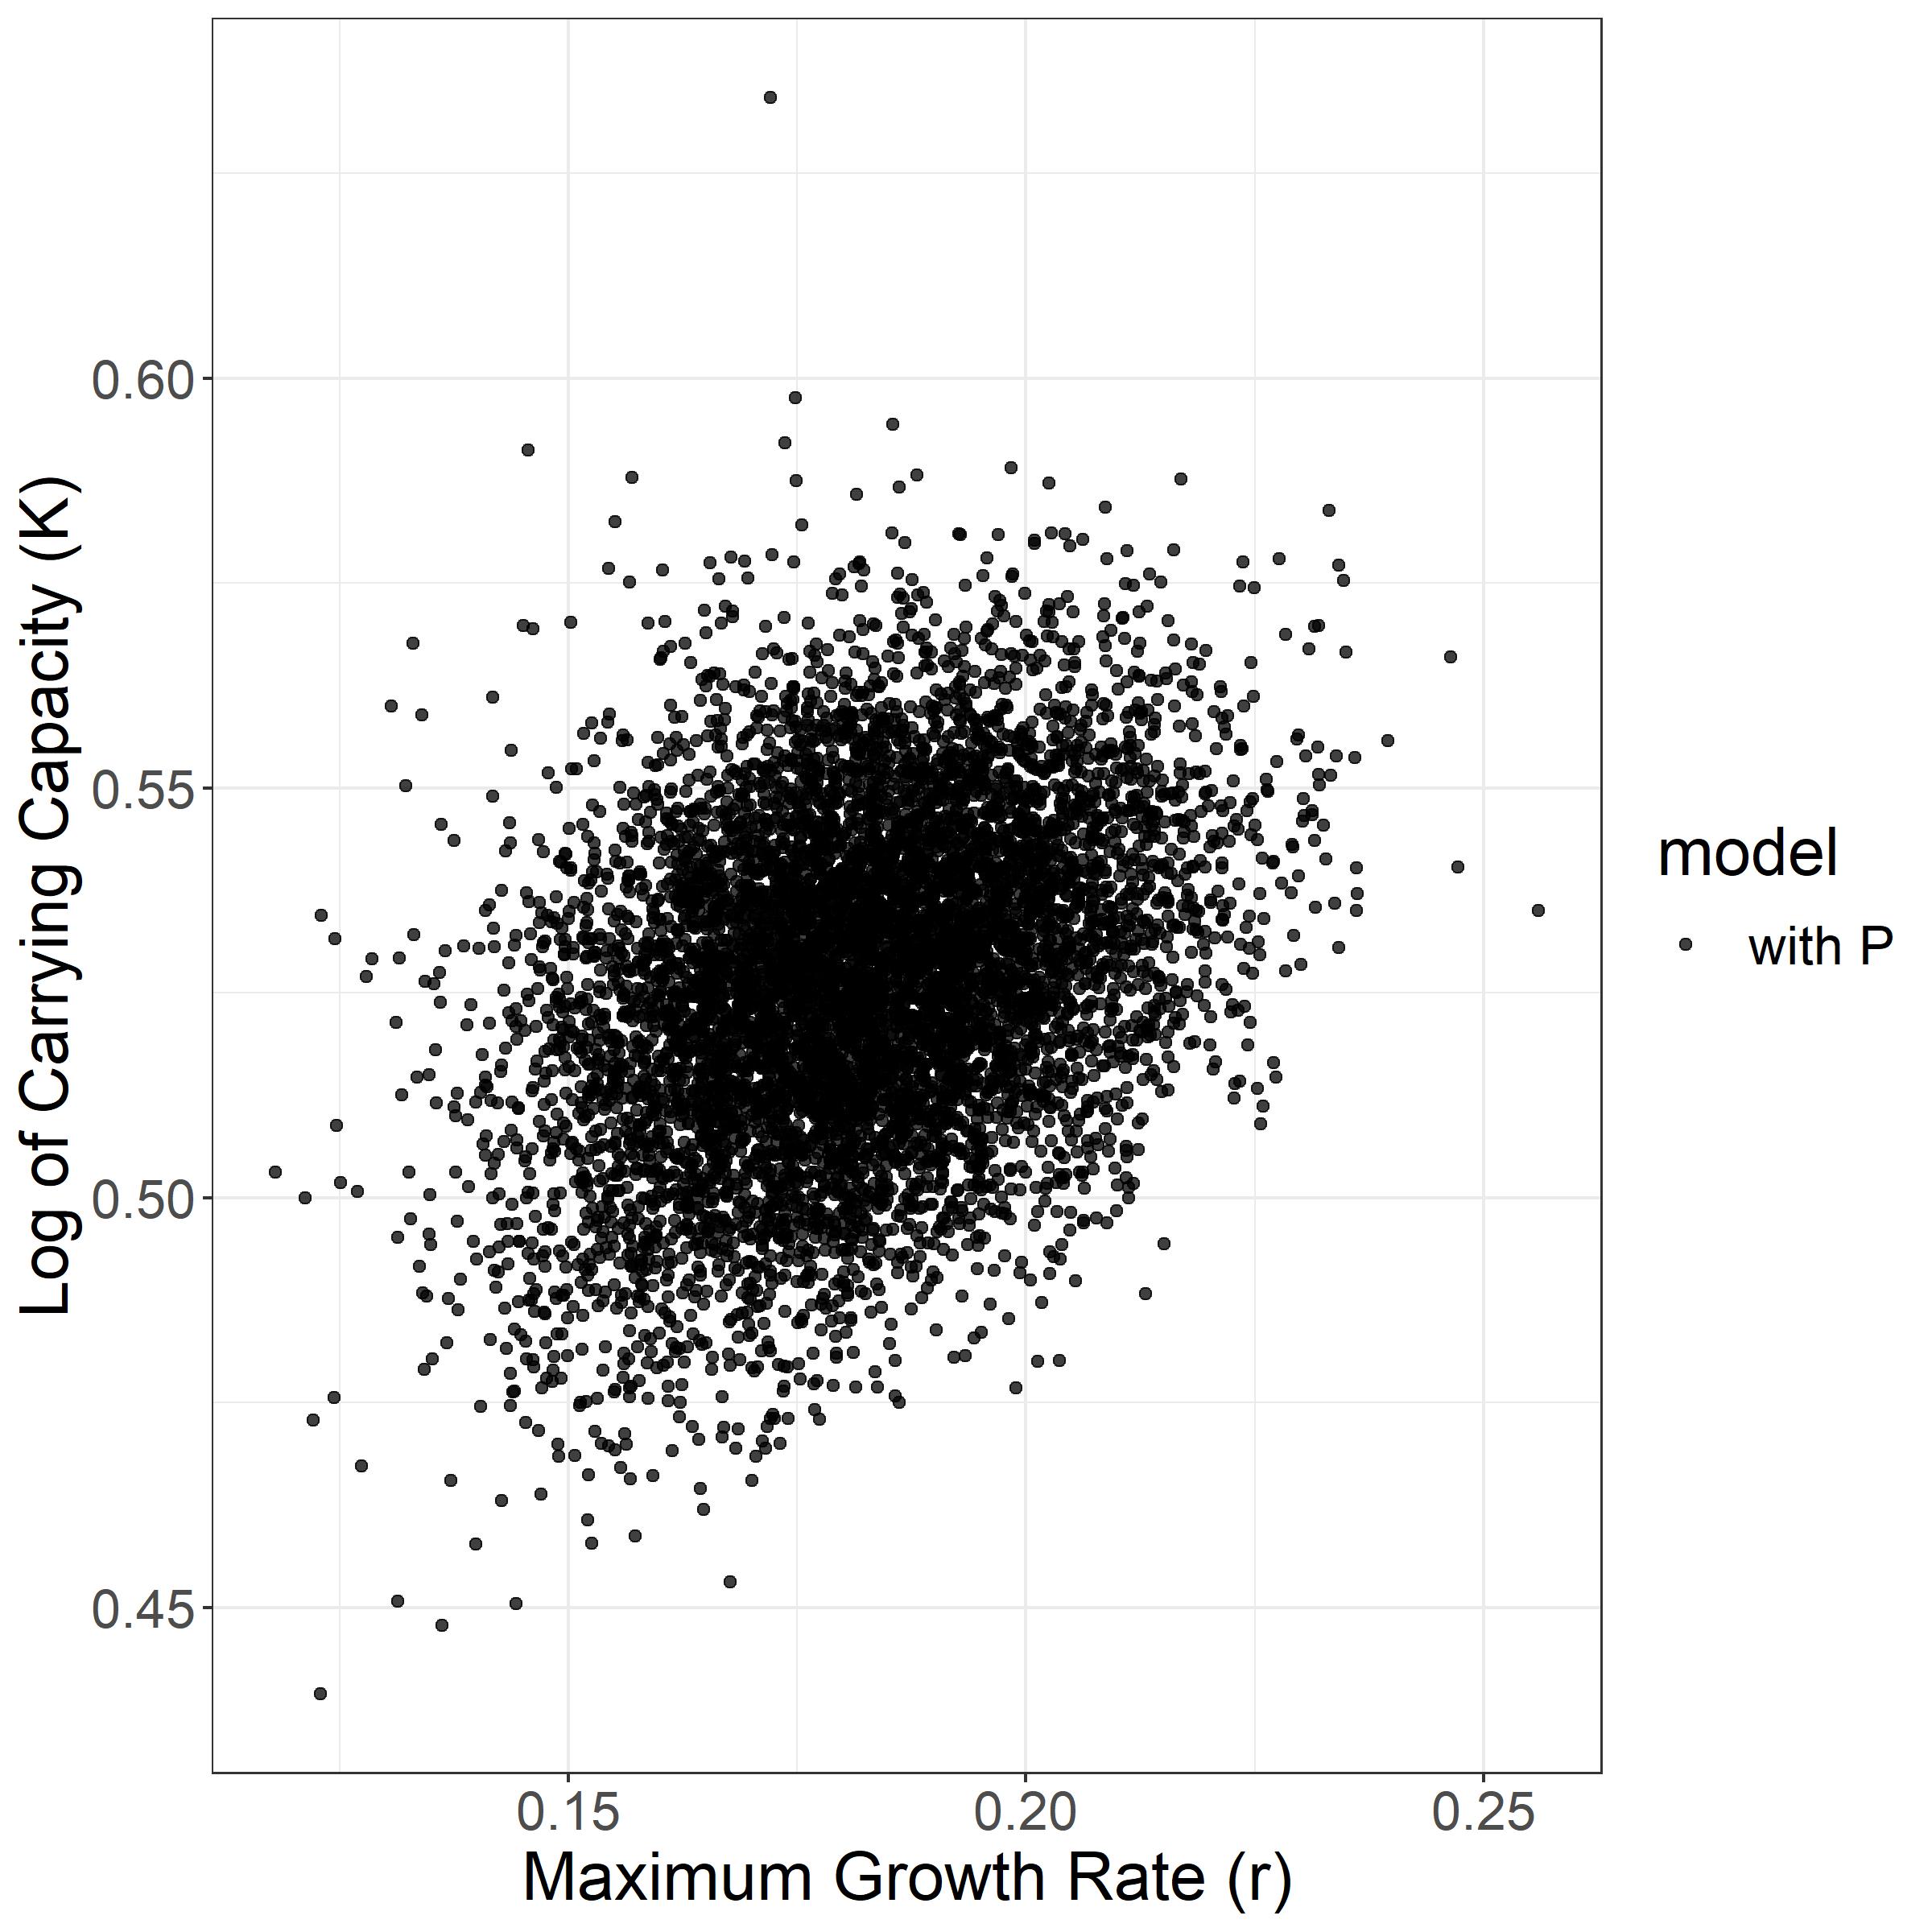 Log of Carrying Capacity (K)
0.60
0.55
0.50
0.45
0.15
0.20
0.25
Maximum Growth Rate (r)
model
with P